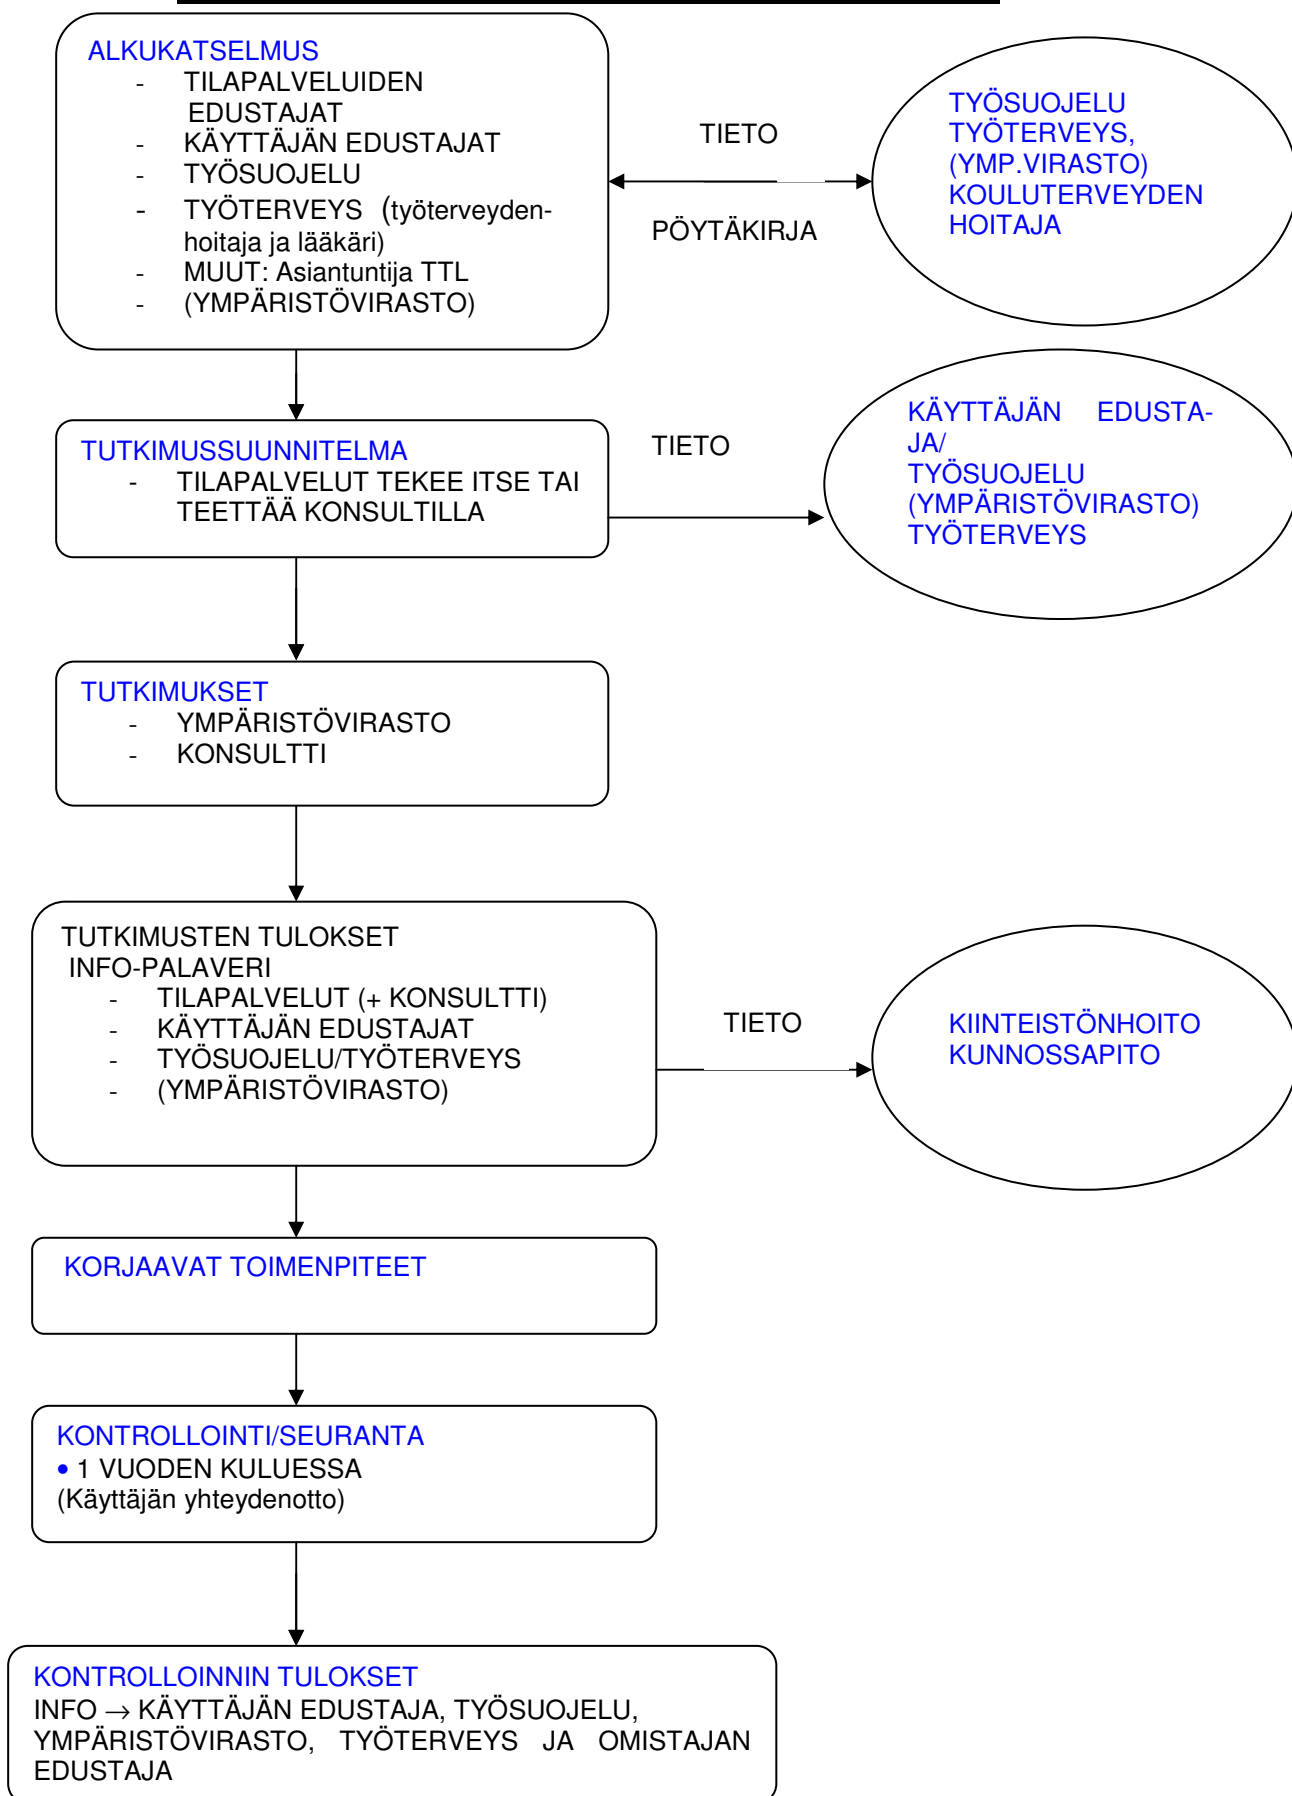 ALKUKATSELMUS
- TILAPALVELUIDEN
EDUSTAJAT
- KÄYTTÄJÄN EDUSTAJAT
- TYÖSUOJELU
- TYÖTERVEYS (työterveyden-
hoitaja ja lääkäri)
- MUUT: Asiantuntija TTL
- (YMPÄRISTÖVIRASTO)
TIETO
PÖYTÄKIRJA
TYÖSUOJELU
TYÖTERVEYS,
(YMP.VIRASTO)
KOULUTERVEYDEN
HOITAJA
TUTKIMUSSUUNNITELMA
- TILAPALVELUT TEKEE ITSE TAI
TEETTÄÄ KONSULTILLA
TIETO
KÄYTTÄJÄN EDUSTA-
JA/
TYÖSUOJELU
(YMPÄRISTÖVIRASTO)
TYÖTERVEYS
TUTKIMUKSET
- YMPÄRISTÖVIRASTO
- KONSULTTI
TUTKIMUSTEN TULOKSET
INFO-PALAVERI
- TILAPALVELUT (+ KONSULTTI)
- KÄYTTÄJÄN EDUSTAJAT
- TYÖSUOJELU/TYÖTERVEYS
- (YMPÄRISTÖVIRASTO)
TIETO
KIINTEISTÖNHOITO
KUNNOSSAPITO
KORJAAVAT TOIMENPITEET
KONTROLLOINTI/SEURANTA
• 1 VUODEN KULUESSA
(Käyttäjän yhteydenotto)
KONTROLLOINNIN TULOKSET
INFO → KÄYTTÄJÄN EDUSTAJA, TYÖSUOJELU,
YMPÄRISTÖVIRASTO, TYÖTERVEYS JA OMISTAJAN
EDUSTAJA